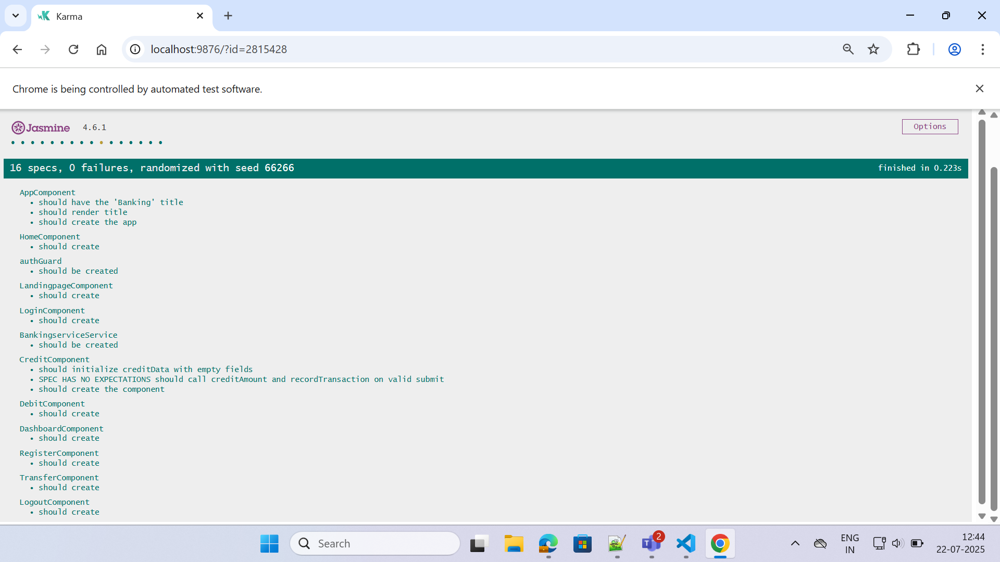 Karma
localhost:9876/?id=2815428
Chrome is being controlled by automated test software.
Jasmine 4.6.1
Options
16 specs, 0 failures, randomized with seed 66266
finished in 0.223s
AppComponent
• should have the 'Banking' title
• should render title
• should create the app
HomeComponent
• should create
authGuard
• should be created
LandingpageComponent
• should create
LoginComponent
• should create
BankingserviceService
• should be created
CreditComponent
• should initialize creditData with empty fields
• SPEC HAS NO EXPECTATIONS should call creditAmount and recordTransaction on valid submit
• should create the component
DebitComponent
• should create
DashboardComponent
• should create
RegisterComponent
• should create
TransferComponent
• should create
LogoutComponent
• should create
Search
2
ENG
IN
12:44
22-07-2025